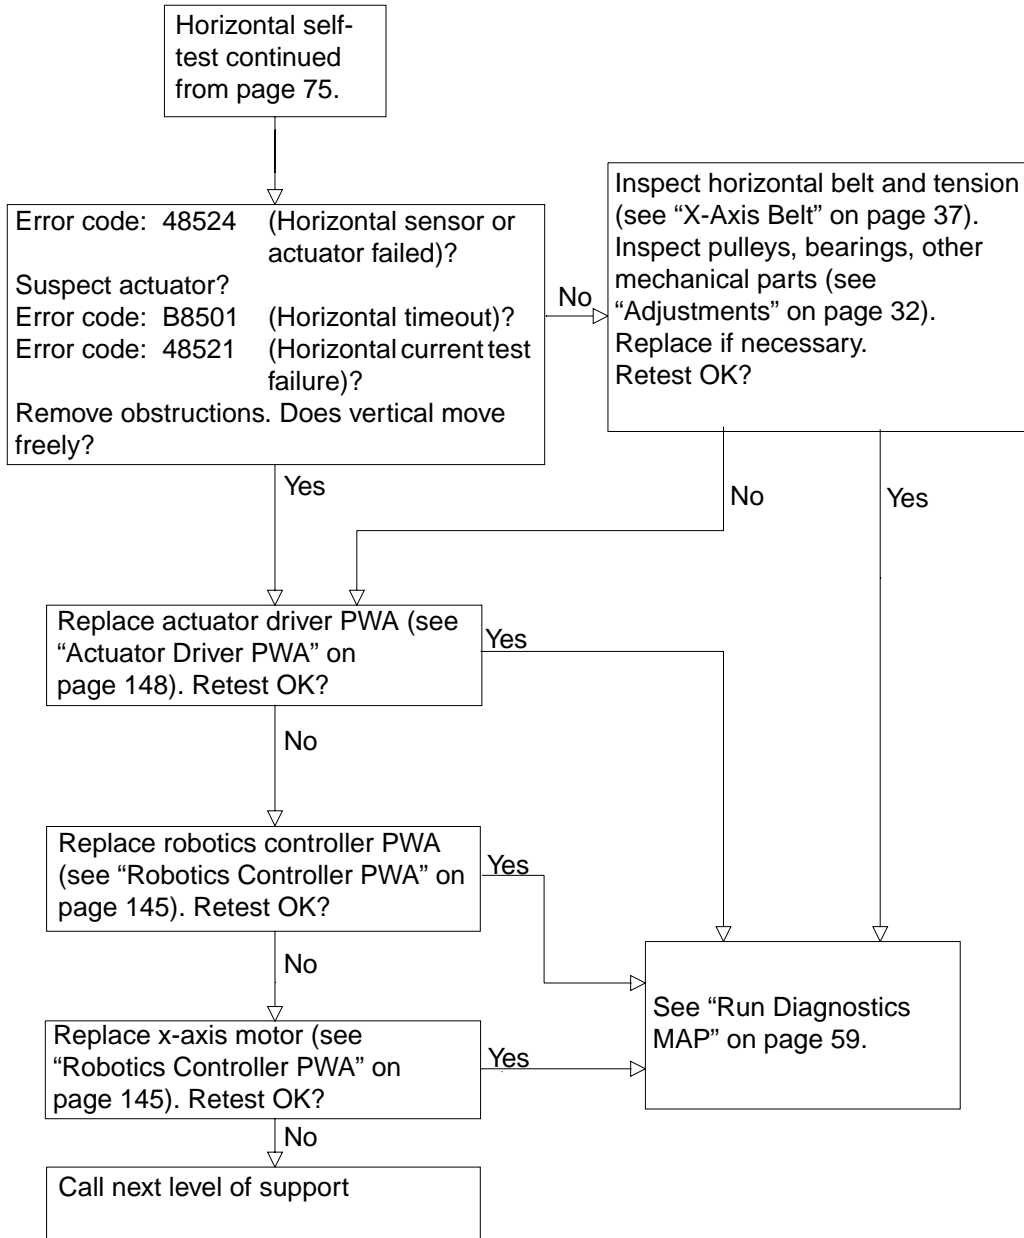 Horizontal self-
test continued
from page 75.
Error code: 48524 (Horizontal sensor or
actuator failed)?
Suspect actuator?
Error code: B8501 (Horizontal timeout)?
Error code: 48521 (Horizontal current test
failure)?
Remove obstructions. Does vertical move
freely?
No
Inspect horizontal belt and tension
(see “X-Axis Belt” on page 37).
Inspect pulleys, bearings, other
mechanical parts (see
“Adjustments” on page 32).
Replace if necessary.
Retest OK?
Yes
No
Yes
Replace actuator driver PWA (see
“Actuator Driver PWA” on
page 148). Retest OK?
Yes
No
Replace robotics controller PWA
(see “Robotics Controller PWA” on
page 145). Retest OK?
Yes
No
See “Run Diagnostics
MAP” on page 59.
Replace x-axis motor (see
“Robotics Controller PWA” on
page 145). Retest OK?
Yes
No
Call next level of support